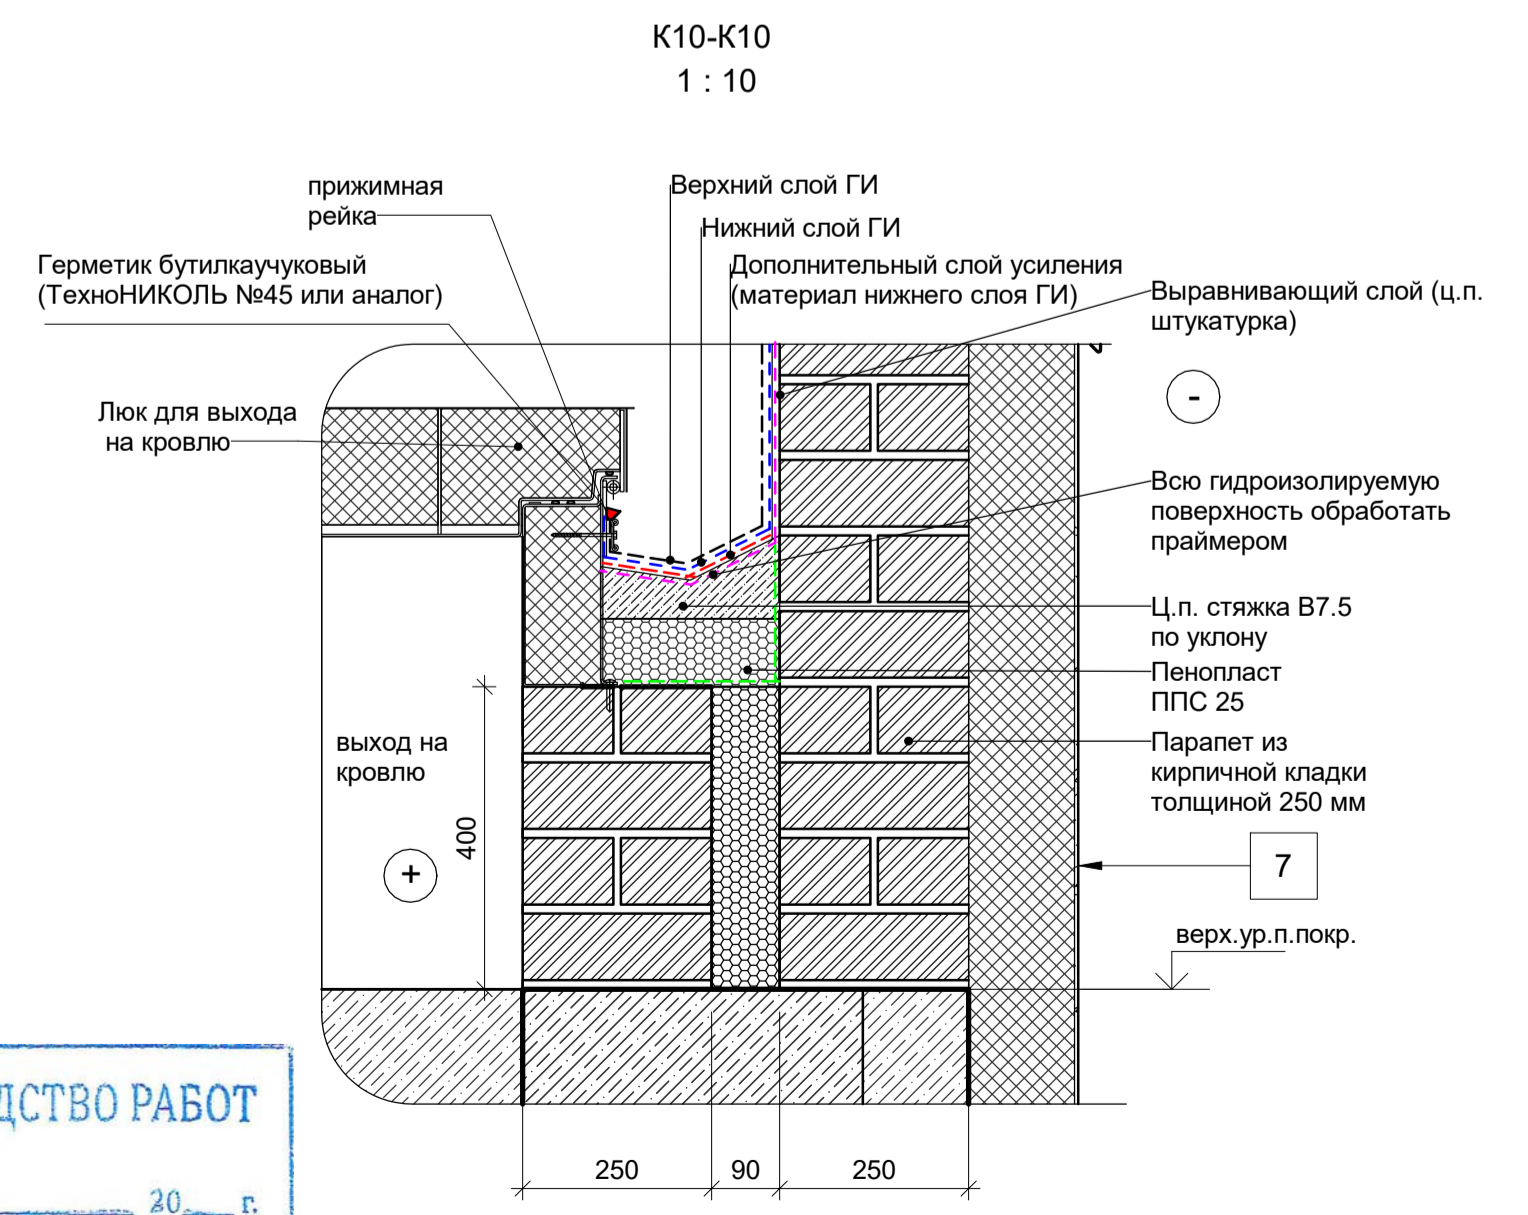 К10-К10
1 : 10
прижимная
рейка
Верхний слой ГИ
Нижний слой ГИ
Герметик бутилкаучуковый
(ТехноНИКОЛЬ №45 или аналог)
Дополнительный слой усиления
(материал нижнего слоя ГИ)
Выравнивающий слой (ц.п.
штукатурка)
Люк для выхода
на кровлю
-
Всю гидроизолируемую
поверхность обработать
праймером
Ц.п. стяжка В7.5
по уклону
Пенопласт
ППС 25
выход на
кровлю
Парапет из
кирпичной кладки
толщиной 250 мм
400
+
7
верх.ур.п.покр.
РАБОТ
250
90
250
20 г.